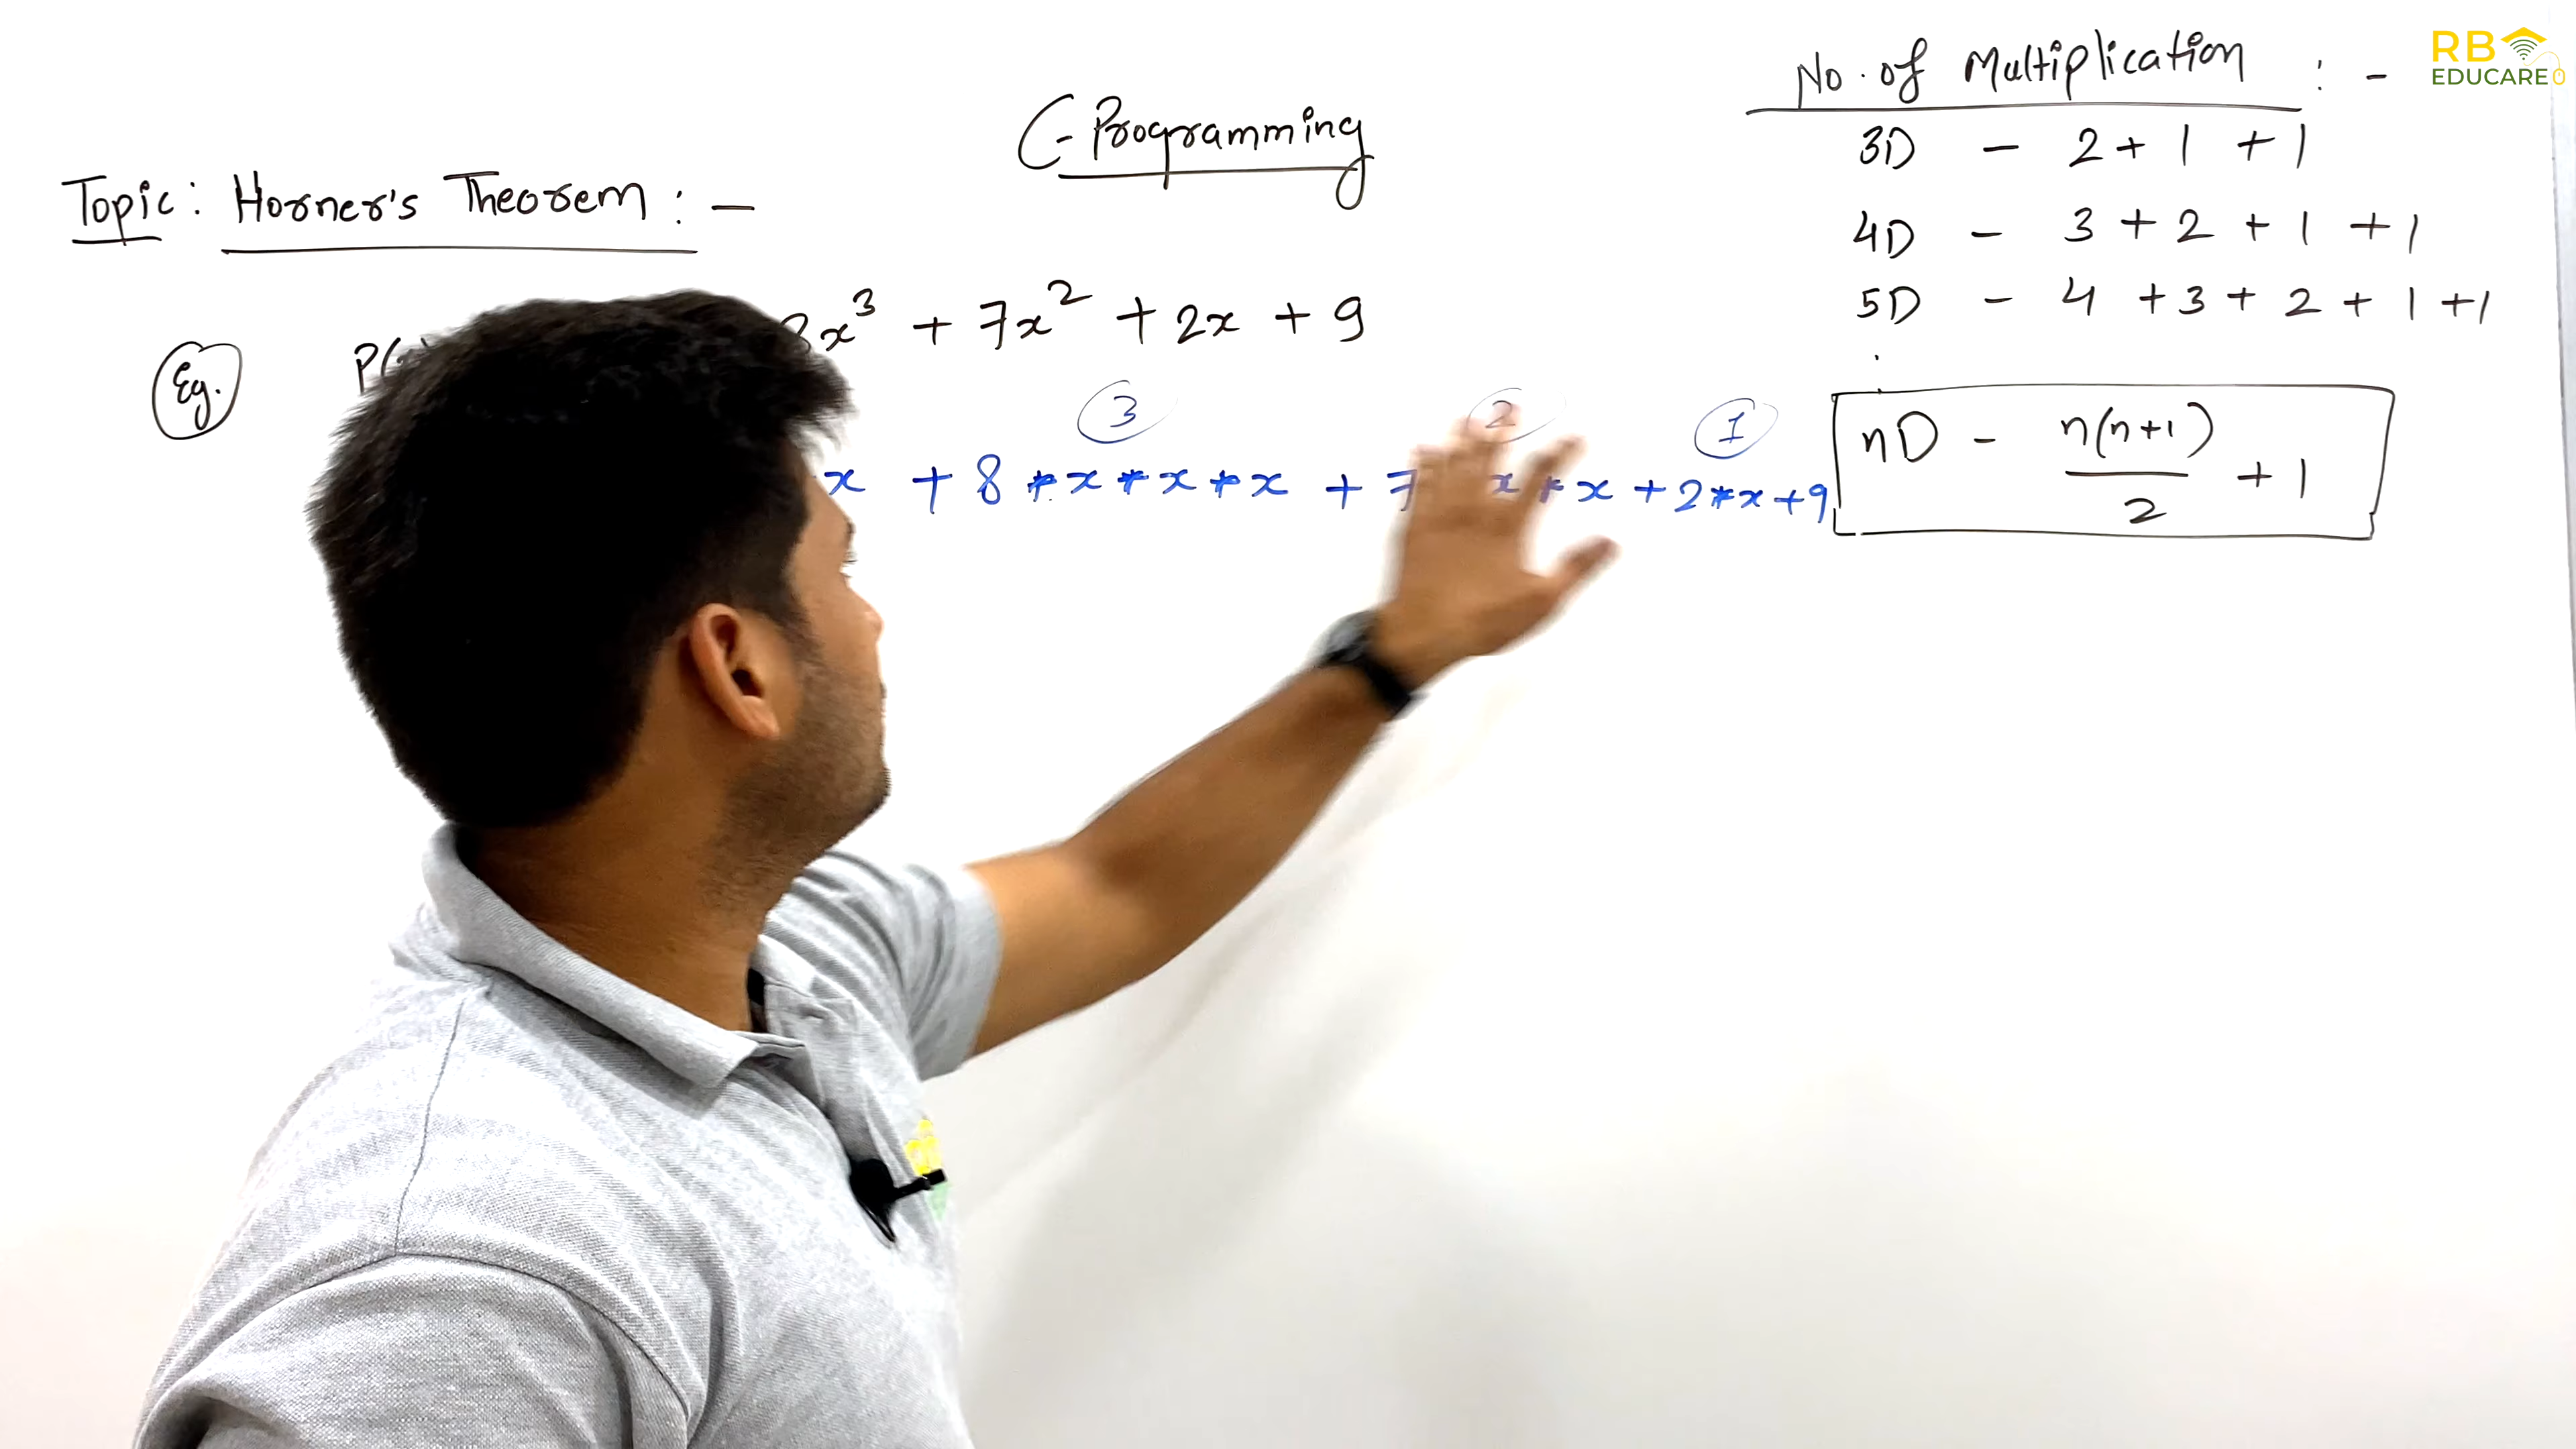 C-Programming
Topic: Horner's Theorem : -
Eg.
8x³ + 7x² + 2x + 9
3 2 1
x + 8 * x * x * x + 7 x * x + 2 * x + 9
No. of Multiplication : -
3D - 2 + 1 + 1
4D - 3 + 2 + 1 + 1
5D - 4 + 3 + 2 + 1 + 1
nD - n(n+1)/2 + 1
RB
EDUCARE